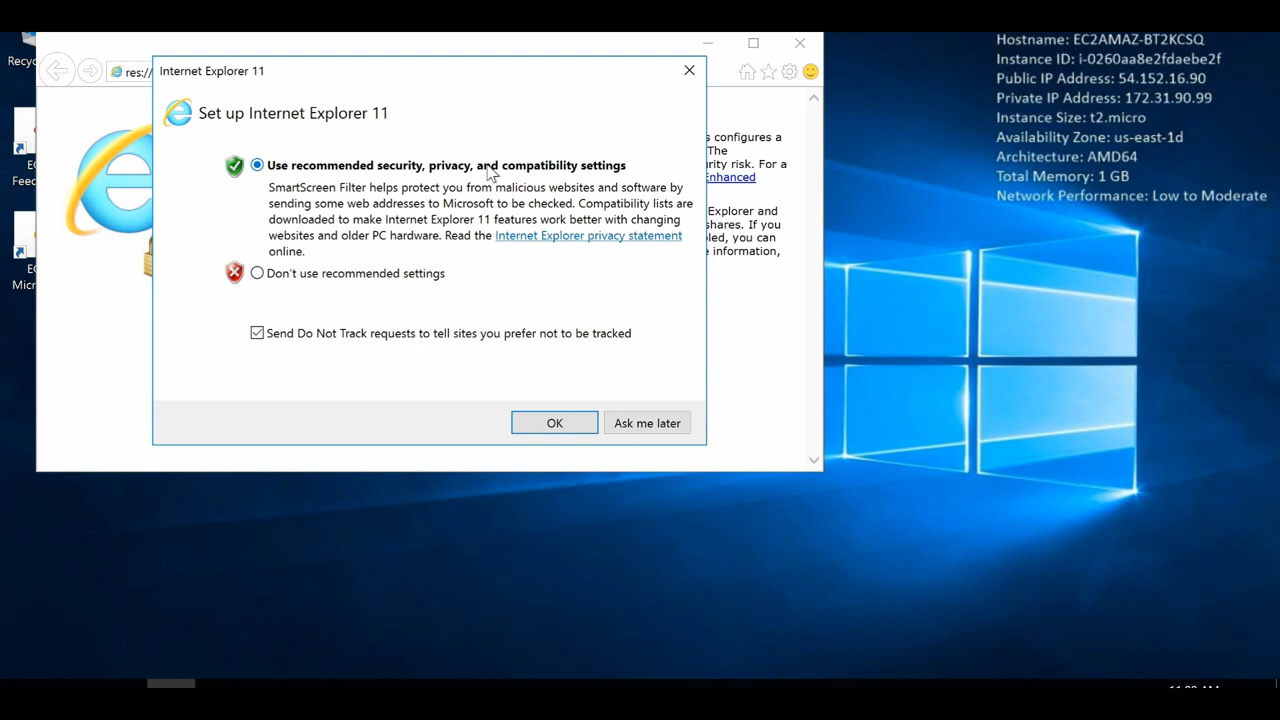 Recyc
Hostname: EC2AMAZ-BT2KCSQ
Instance ID: i-0260aa8e2fdaebe2f
Public IP Address: 54.152.16.90
Private IP Address: 172.31.90.99
Instance Size: t2.micro
Availability Zone: us-east-1d
Architecture: AMD64
Total Memory: 1 GB
Network Performance: Low to Moderate
res://
Internet Explorer 11
Set up Internet Explorer 11
Use recommended security, privacy, and compatibility settings
SmartScreen Filter helps protect you from malicious websites and software by
sending some web addresses to Microsoft to be checked. Compatibility lists are
downloaded to make Internet Explorer 11 features work better with changing
websites and older PC hardware. Read the Internet Explorer privacy statement
online.
Don't use recommended settings
Send Do Not Track requests to tell sites you prefer not to be tracked
OK
Ask me later
s configures a
The
rity risk. For a
Enhanced
Explorer and
shares. If you
led, you can
e information,
EC
Feed
EC
Micr